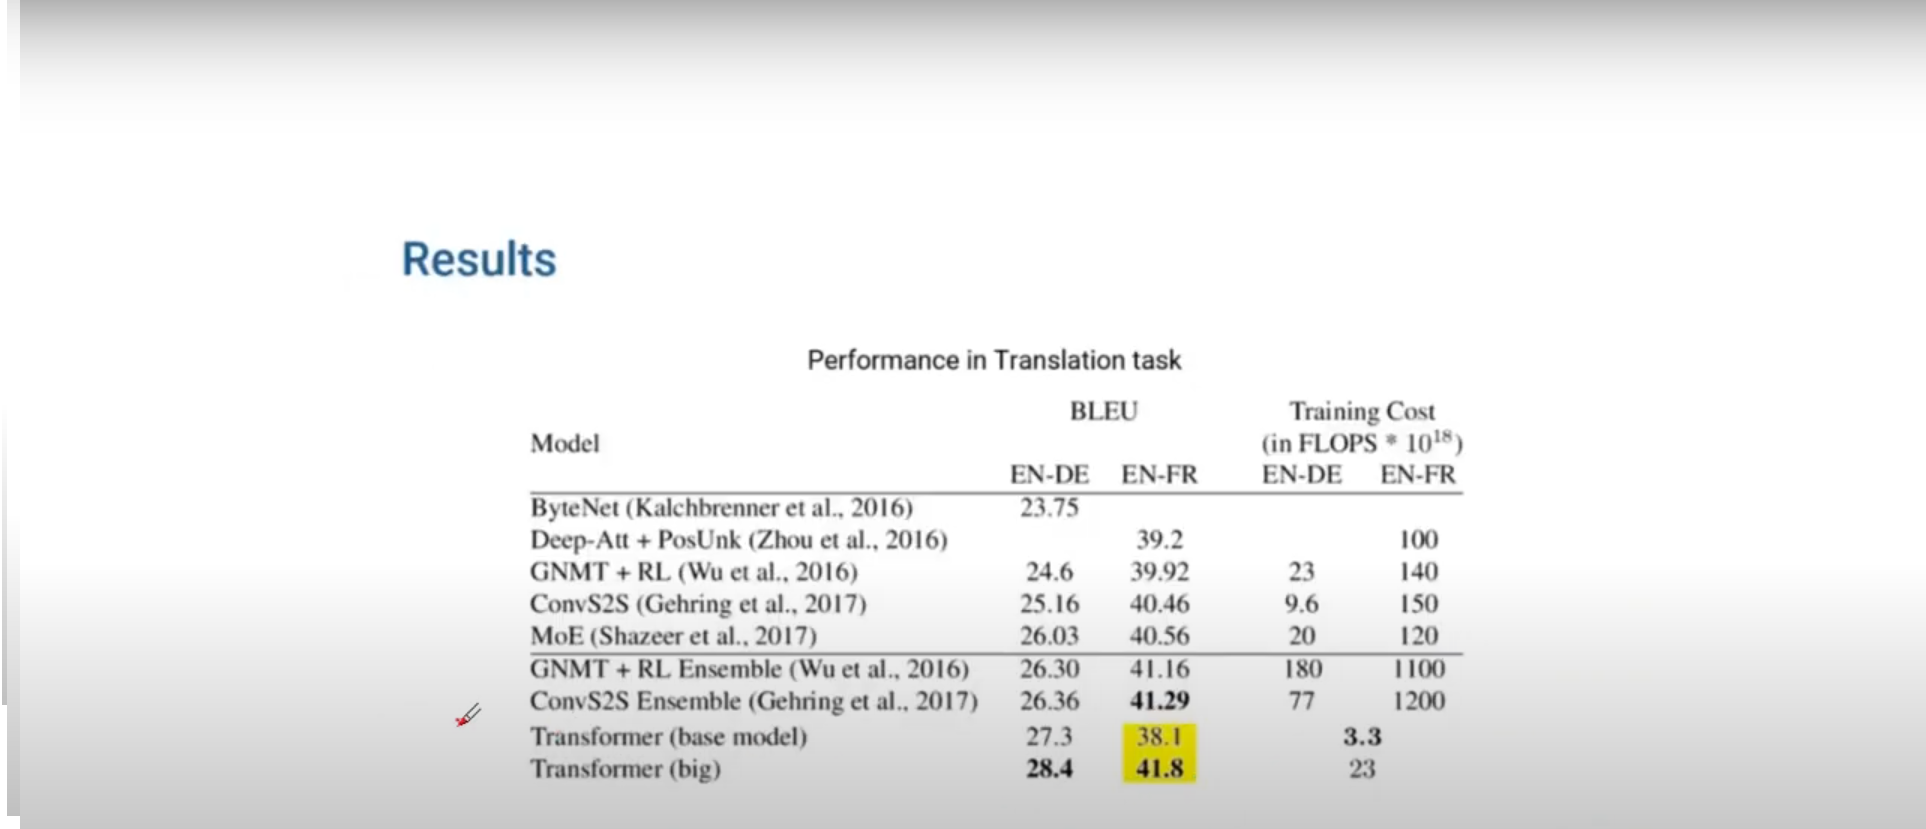 Results
Performance in Translation task
BLEU Training Cost
Model (in FLOPS * 10¹⁸)
EN-DE EN-FR EN-DE EN-FR
ByteNet (Kalchbrenner et al., 2016) 23.75
Deep-Att + PosUnk (Zhou et al., 2016) 39.2 100
GNMT + RL (Wu et al., 2016) 24.6 39.92 23 140
ConvS2S (Gehring et al., 2017) 25.16 40.46 9.6 150
MoE (Shazeer et al., 2017) 26.03 40.56 20 120
GNMT + RL Ensemble (Wu et al., 2016) 26.30 41.16 180 1100
ConvS2S Ensemble (Gehring et al., 2017) 26.36 41.29 77 1200
Transformer (base model) 27.3 38.1 3.3
Transformer (big) 28.4 41.8 23